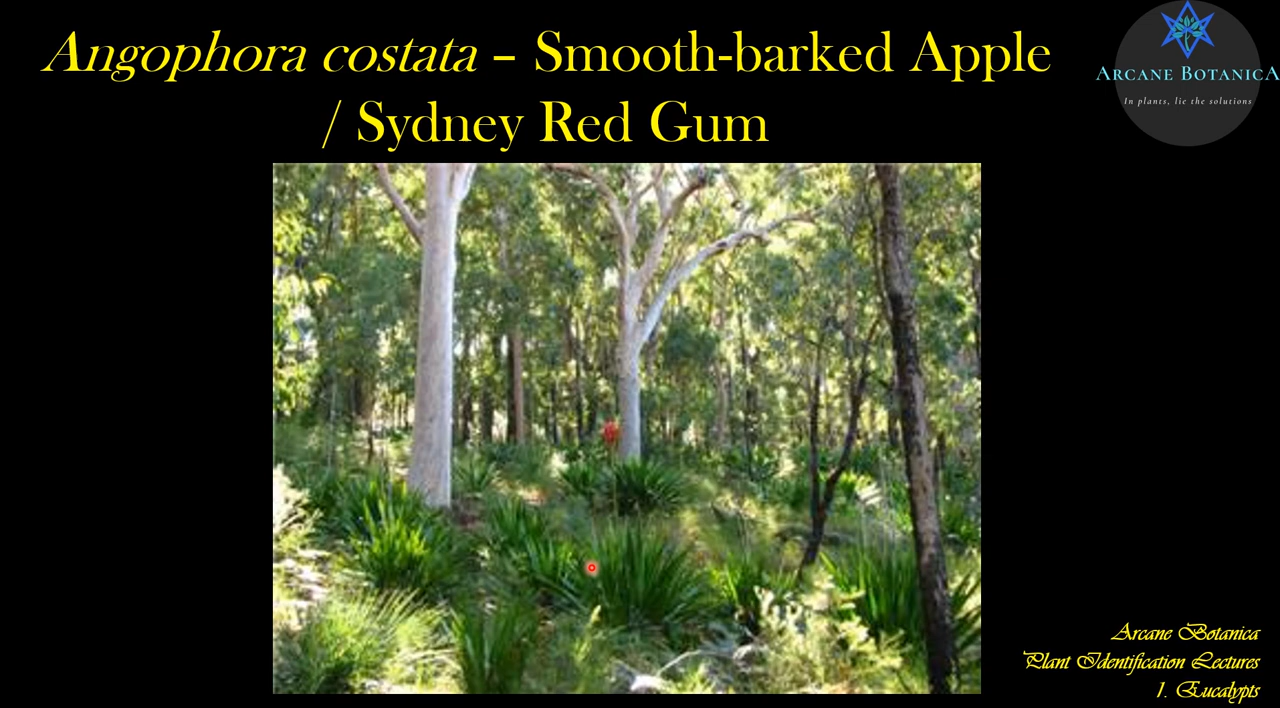 Angophora costata – Smooth-barked Apple
/ Sydney Red Gum
ARCANE BOTANICA
In plants, lie the solutions
Arcane Botanica
Plant Identification Lectures
1. Eucalypts